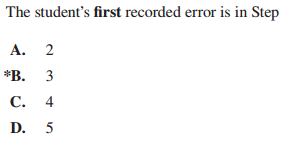 The student's first recorded error is in Step
A. 2
*B. 3
C. 4
D. 5